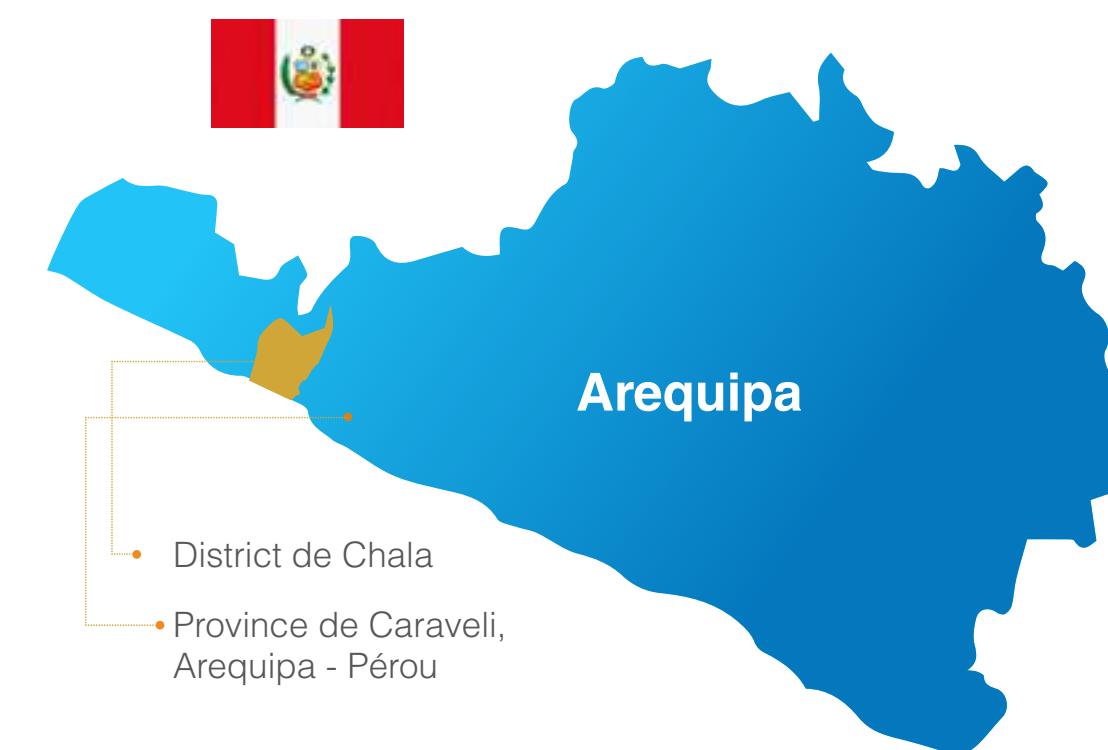 Arequipa
District de Chala
Province de Caraveli,
Arequipa - Pérou